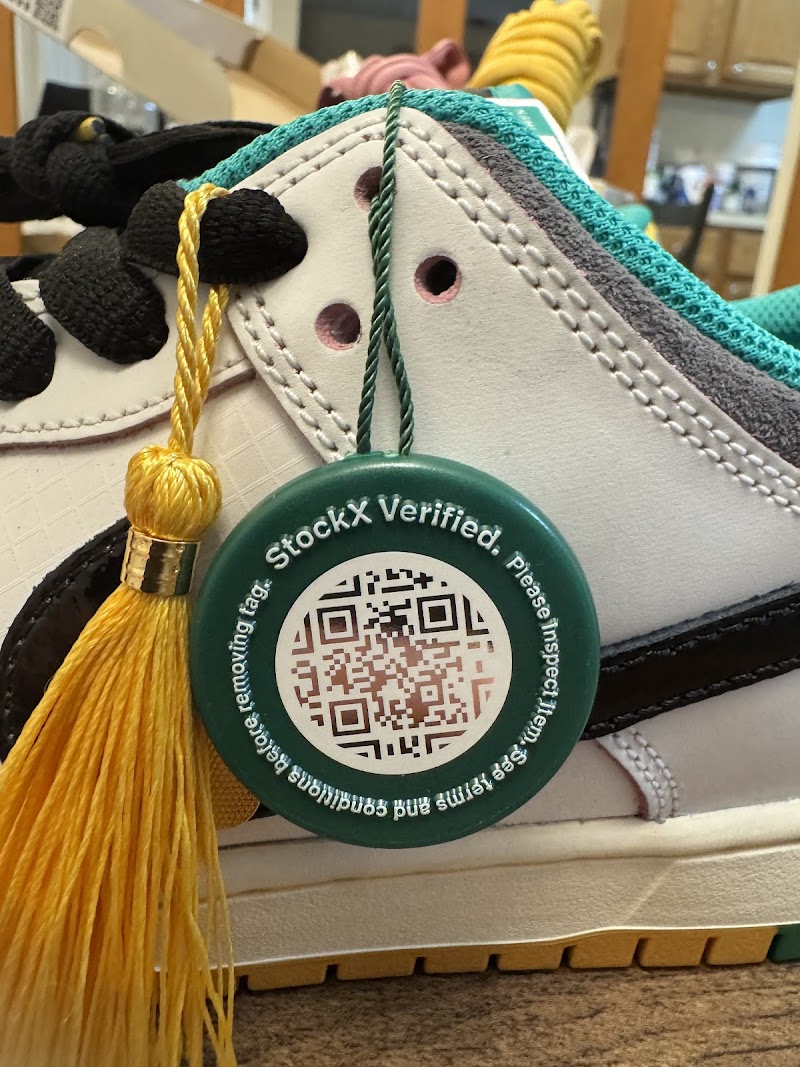 StockX Verified.
Please inspect item. See terms and conditions before removing tag.